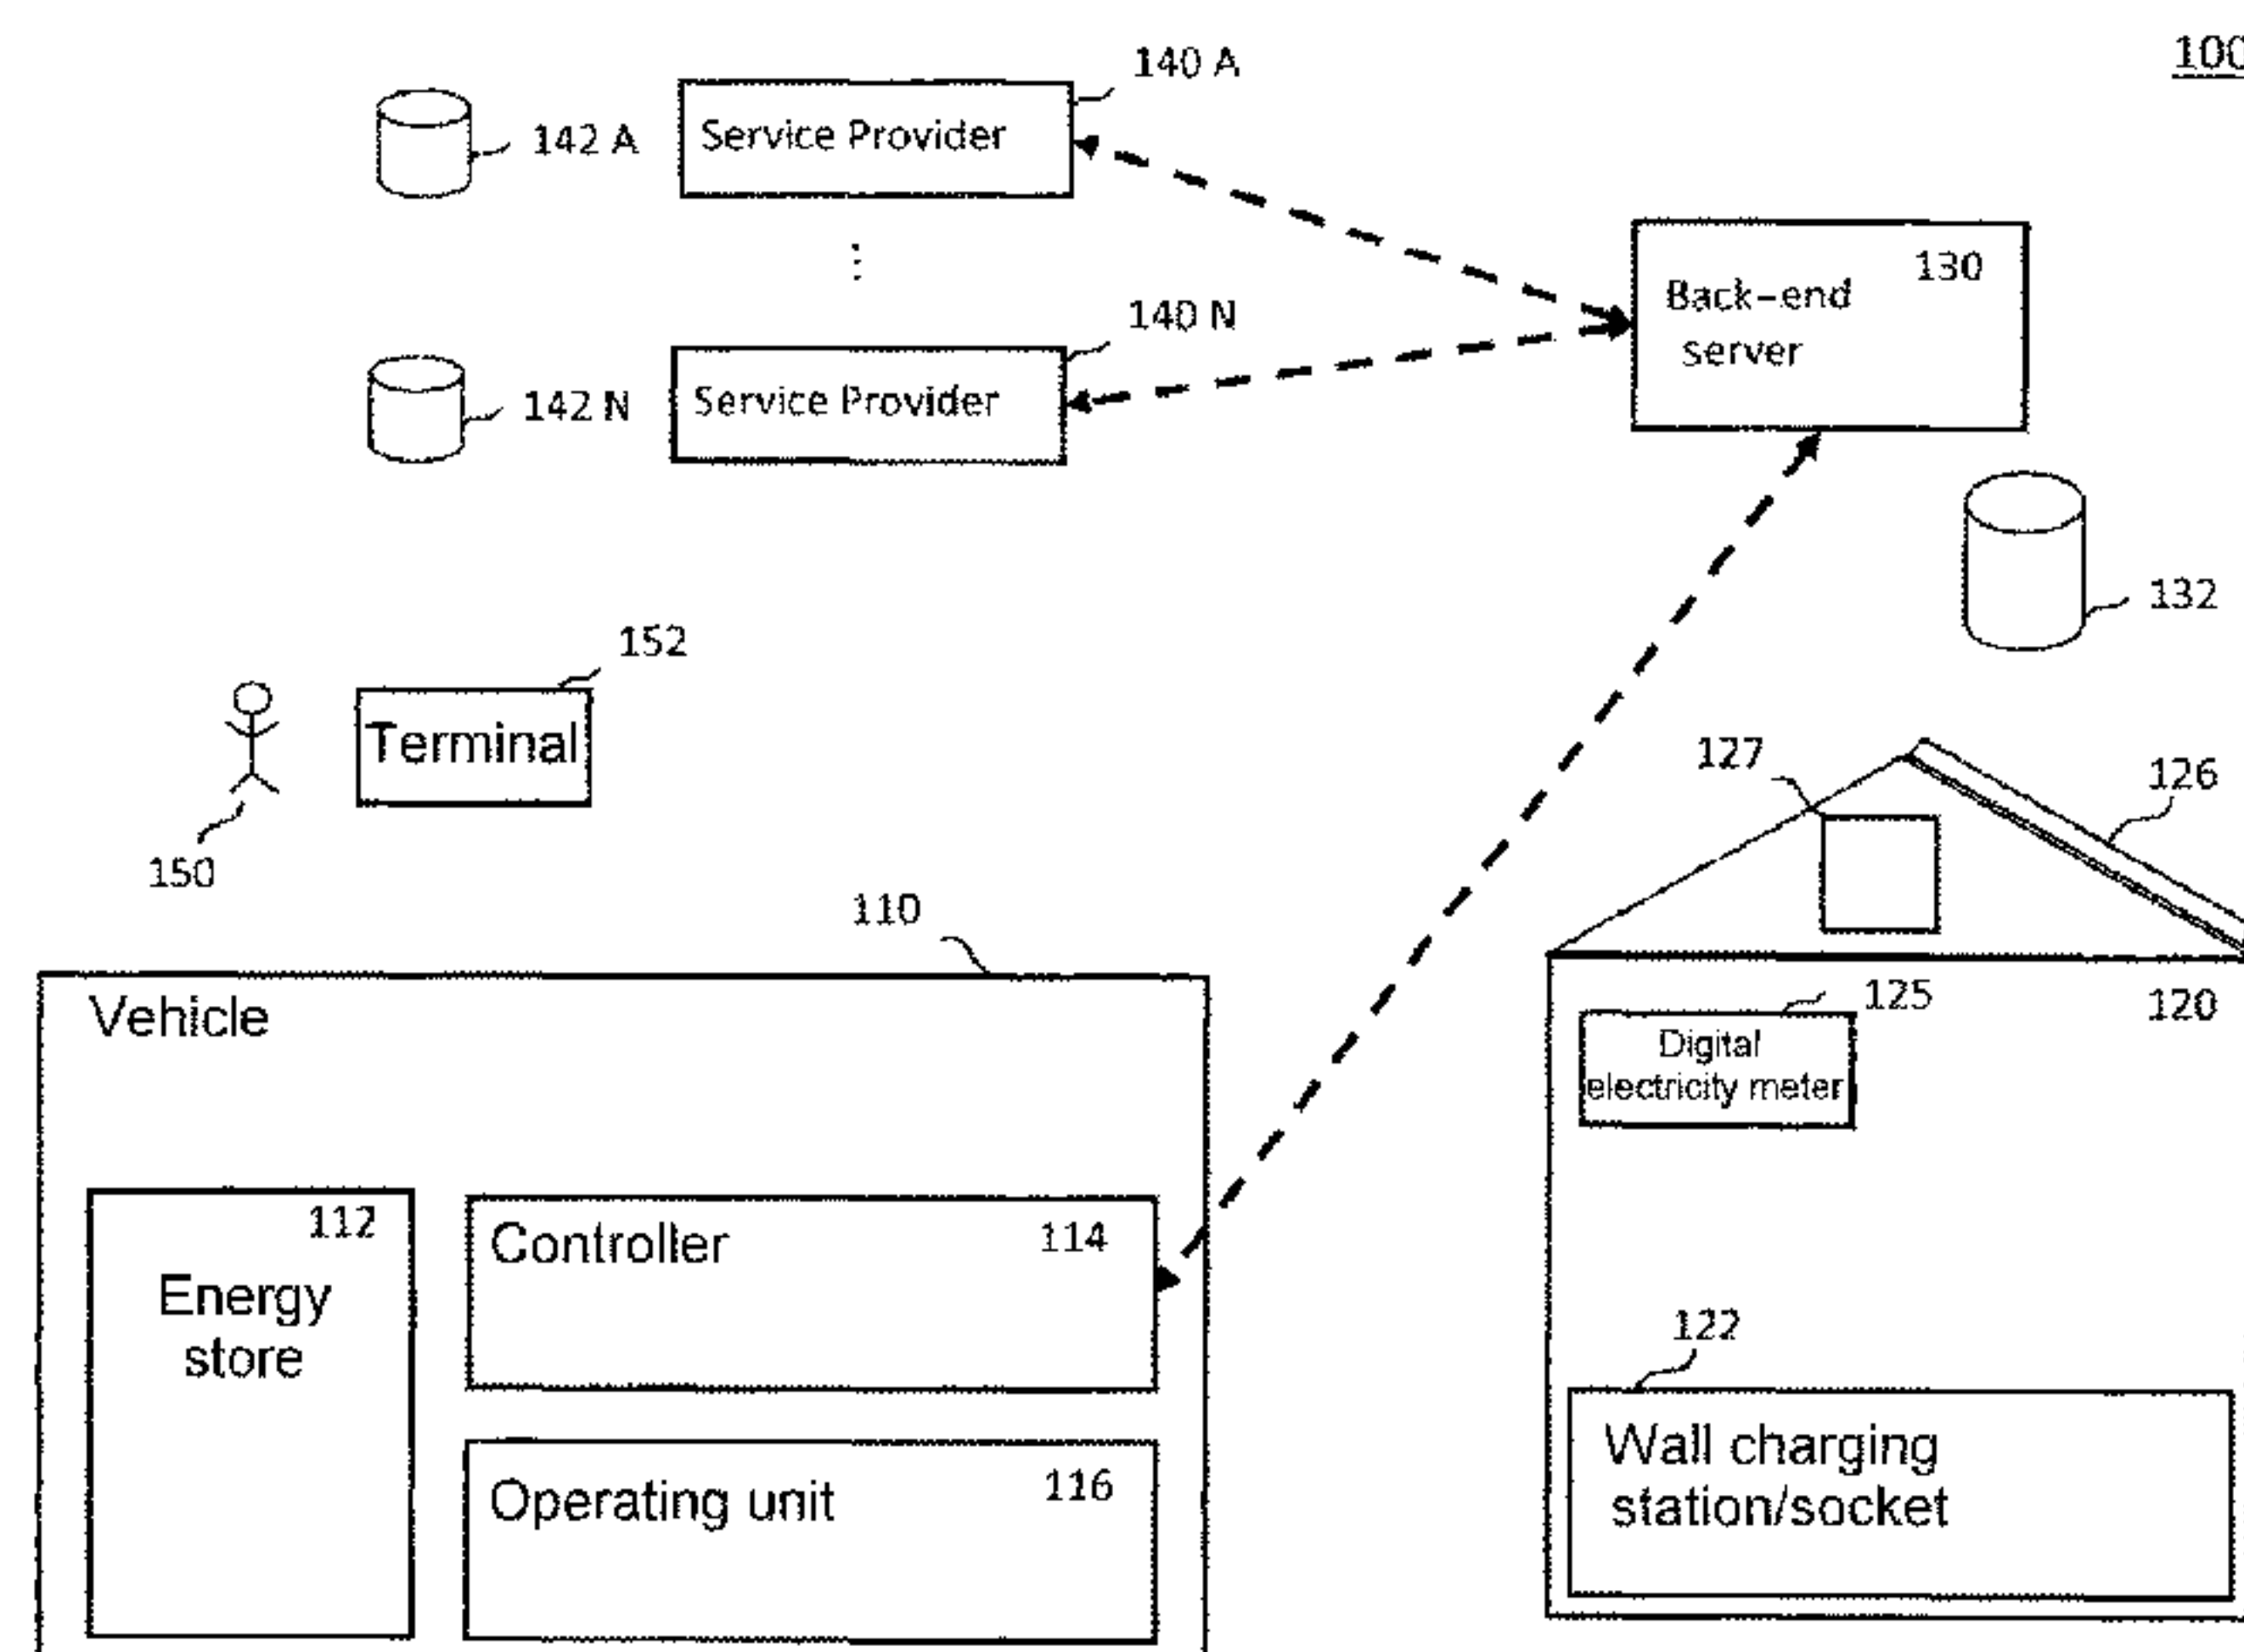 100
140 A
142 A
Service Provider
130
Back-end
server
140 N
142 N
Service Provider
132
152
Terminal
150
127
126
110
Vehicle
125
120
Digital
electricity meter
112
Energy
store
Controller
114
122
Operating unit
116
Wall charging
station/socket